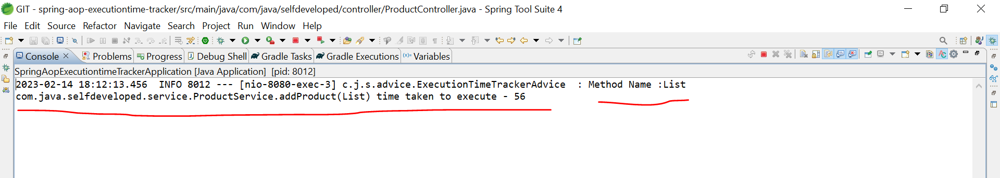 GIT - spring-aop-executiontime-tracker/src/main/java/com/java/selfdeveloped/controller/ProductController.java - Spring Tool Suite 4
File Edit Source Refactor Navigate Search Project Run Window Help
Console Problems Progress Debug Shell Gradle Tasks Gradle Executions (x)= Variables
SpringAopExecutiontimeTrackerApplication [Java Application] [pid: 8012]
2023-02-14 18:12:13.456  INFO 8012 --- [nio-8080-exec-3] c.j.s.advice.ExecutionTimeTrackerAdvice  : Method Name :List
com.java.selfdeveloped.service.ProductService.addProduct(List) time taken to execute - 56